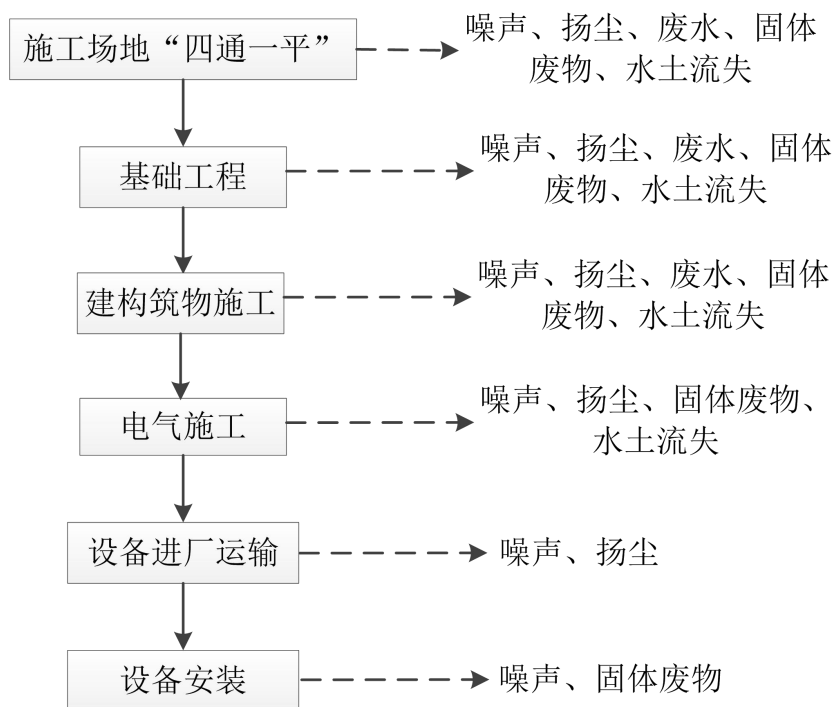 施工场地“四通一平”
噪声、扬尘、废水、固体
废物、水土流失
基础工程
噪声、扬尘、废水、固体
废物、水土流失
建构筑物施工
噪声、扬尘、废水、固体
废物、水土流失
电气施工
噪声、扬尘、固体废物、
水土流失
设备进厂运输
噪声、扬尘
设备安装
噪声、固体废物